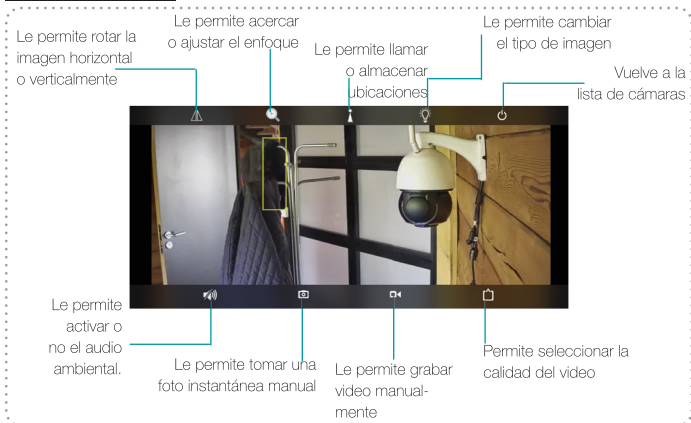 Le permite rotar la
imagen horizontal
o verticalmente
Le permite acercar
o ajustar el enfoque
Le permite llamar
o almacenar
ubicaciones
Le permite cambiar
el tipo de imagen
Vuelve a la
lista de cámaras
Le permite
activar o
no el audio
ambiental.
Le permite tomar una
foto instantánea manual
Le permite grabar
video manual-
mente
Permite seleccionar la
calidad del video